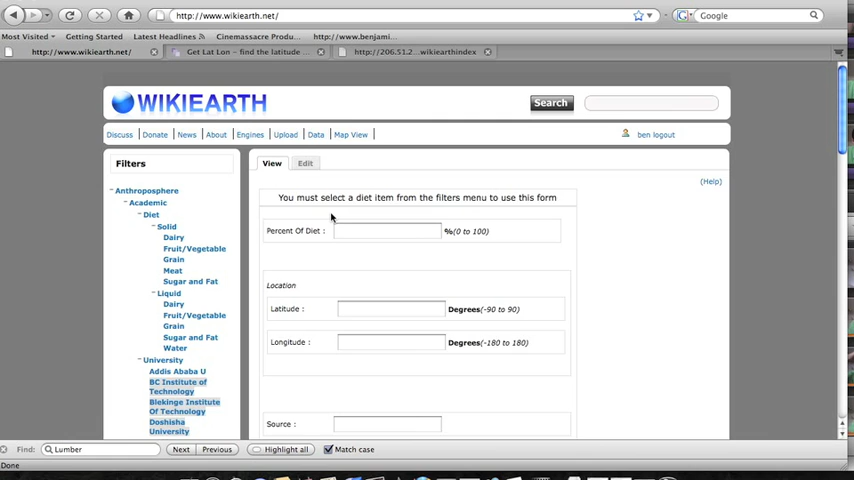 http://www.wikiearth.net/
Google
Most Visited
Getting Started
Latest Headlines
Cinemassacre Produ...
http://www.benjami...
http://www.wikiearth.net/
Get Lat Lon - find the latitude ...
http://206.51.2...wikiearthindex
WIKIEARTH
Search
Discuss
Donate
News
About
Engines
Upload
Data
Map View
ben logout
Filters
Anthroposphere
Academic
Diet
Solid
Dairy
Fruit/Vegetable
Grain
Meat
Sugar and Fat
Liquid
Dairy
Fruit/Vegetable
Grain
Sugar and Fat
Water
University
Addis Ababa U
BC Institute of
Technology
Blekinge Institute
Of Technology
Doshisha
University
View
Edit
(Help)
You must select a diet item from the filters menu to use this form
Percent Of Diet :
%(0 to 100)
Location
Latitude :
Degrees(-90 to 90)
Longitude :
Degrees(-180 to 180)
Source :
Find:
Lumber
Next
Previous
Highlight all
Match case
Done